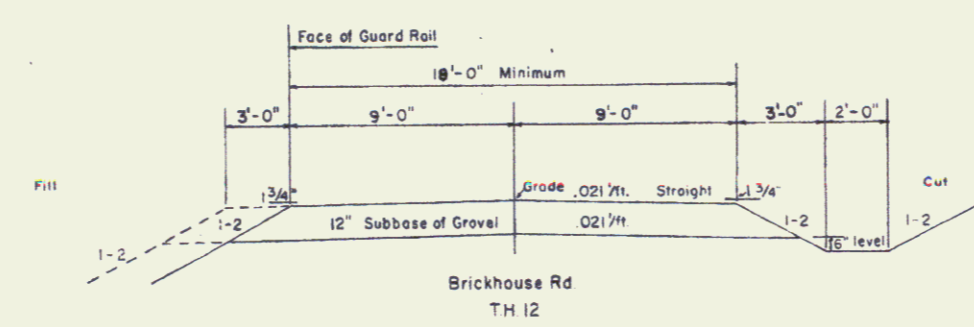 Face of Guard Rail
18'-0" Minimum
3'-0" 9'-0" 9'-0" 3'-0" 2'-0"
Fill 1 3/4" Grade .021'/ft. Straight 1 3/4" Cut
1-2 12" Subbase of Gravel .021'/ft. 1-2 1-2
1-2 6" level
Brickhouse Rd.
T.H. 12